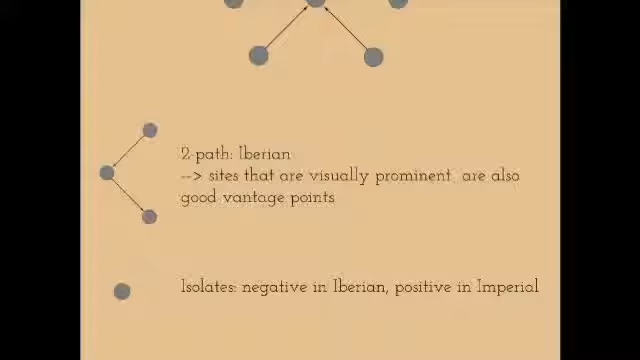 2-path: Iberian
--> sites that are visually prominent are also
good vantage points
Isolates: negative in Iberian, positive in Imperial